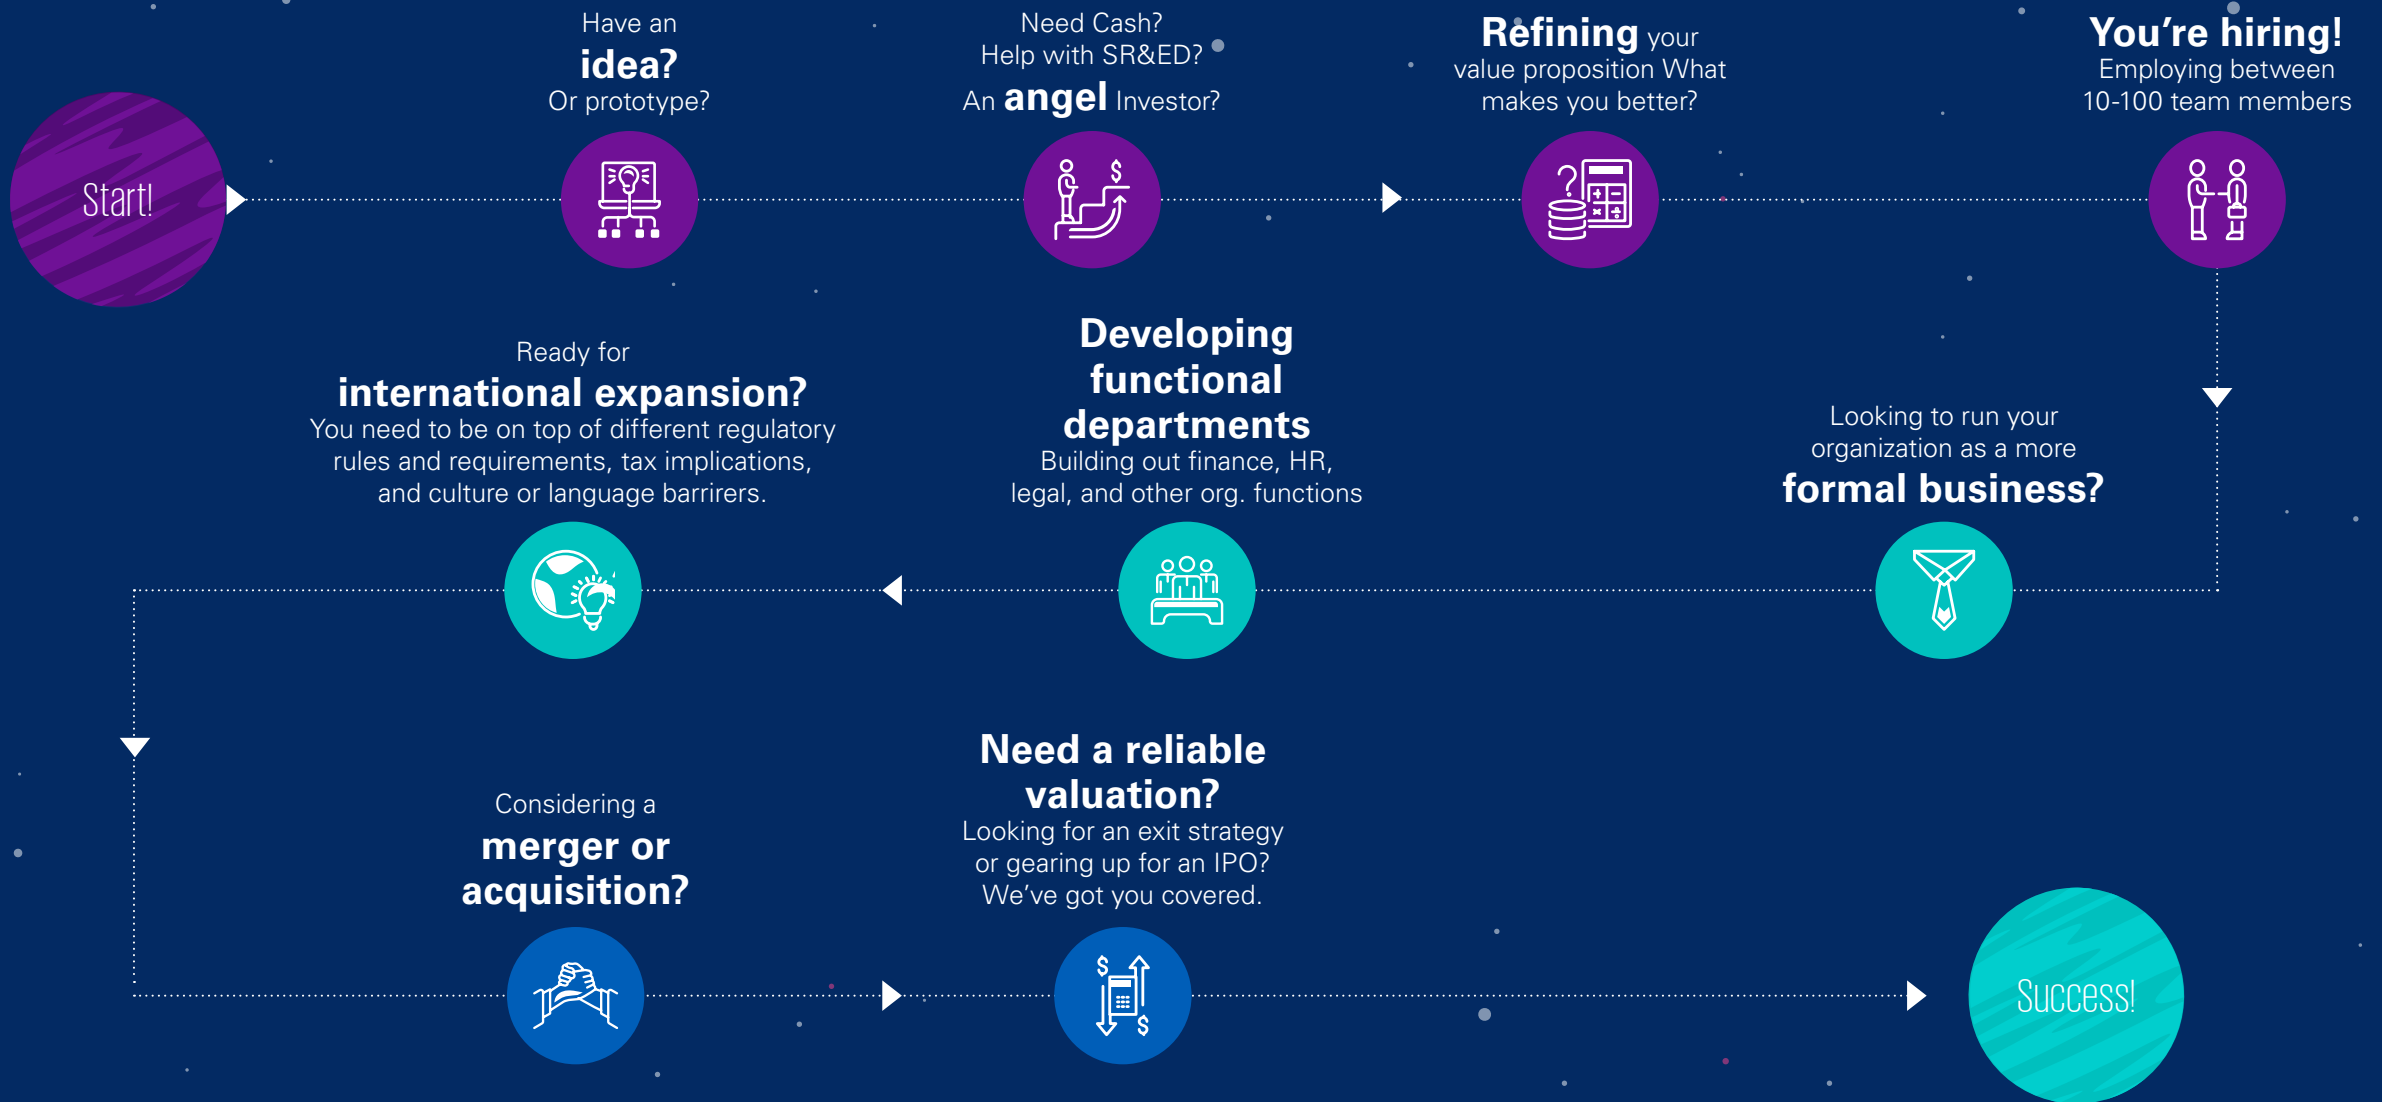 Start!
Have an
idea?
Or prototype?
Need Cash?
Help with SR&ED?
An angel Investor?
Refining your
value proposition What
makes you better?
You're hiring!
Employing between
10-100 team members
Looking to run your
organization as a more
formal business?
Developing
functional
departments
Building out finance, HR,
legal, and other org. functions
Ready for
international expansion?
You need to be on top of different regulatory
rules and requirements, tax implications,
and culture or language barrirers.
Considering a
merger or
acquisition?
Need a reliable
valuation?
Looking for an exit strategy
or gearing up for an IPO?
We've got you covered.
Success!